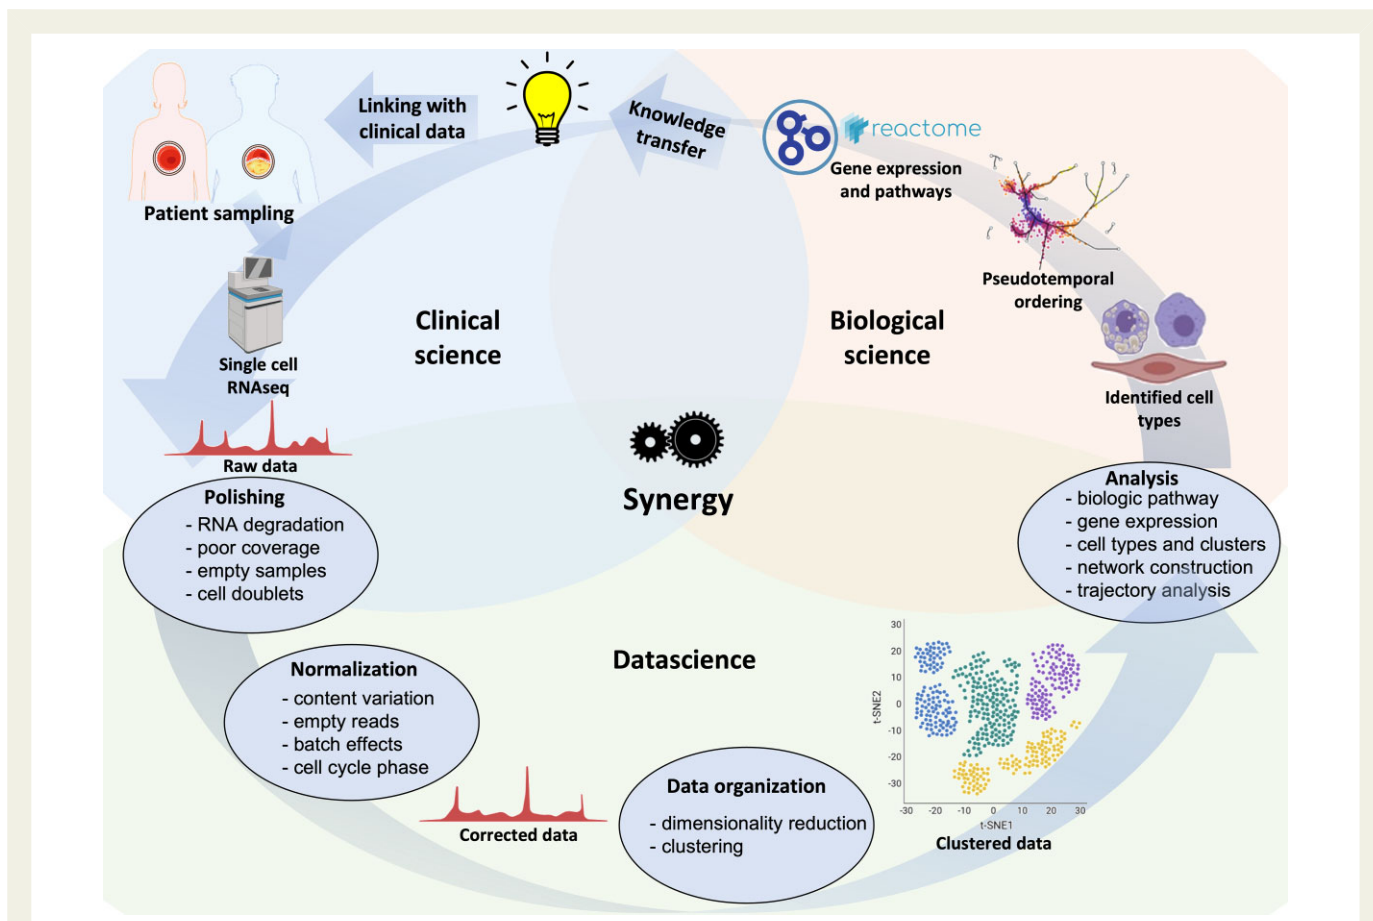 Linking with
clinical data
Knowledge
transfer
reactome
Gene expression
and pathways
Patient sampling
Pseudotemporal
ordering
Clinical
science
Biological
science
Single cell
RNAseq
Identified cell
types
Raw data
Synergy
Polishing
- RNA degradation
- poor coverage
- empty samples
- cell doublets
Analysis
- biologic pathway
- gene expression
- cell types and clusters
- network construction
- trajectory analysis
Datascience
Normalization
- content variation
- empty reads
- batch effects
- cell cycle phase
Corrected data
Data organization
- dimensionality reduction
- clustering
30
20
10
0
-10
-20
-30
t-SNE2
-30 -20 -10 0 10 20 30
t-SNE1
Clustered data